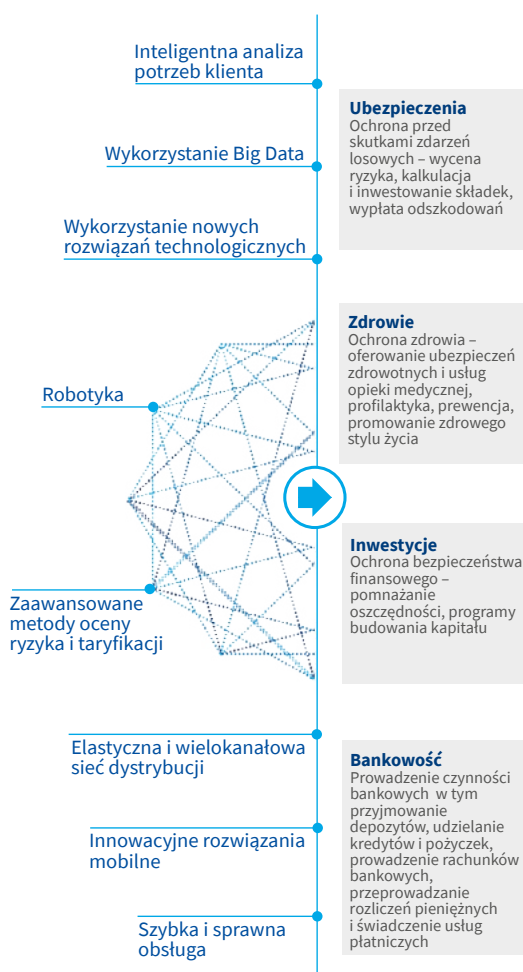 Inteligentna analiza
potrzeb klienta
Wykorzystanie Big Data
Wykorzystanie nowych
rozwiązań technologicznych
Robotyka
Zaawansowane
metody oceny
ryzyka i taryfikacji
Elastyczna i wielokanałowa
sieć dystrybucji
Innowacyjne rozwiązania
mobilne
Szybka i sprawna
obsługa
Ubezpieczenia
Ochrona przed
skutkami zdarzeń
losowych – wycena
ryzyka, kalkulacja
i inwestowanie składek,
wypłata odszkodowań
Zdrowie
Ochrona zdrowia –
oferowanie ubezpieczeń
zdrowotnych i usług
opieki medycznej,
profilaktyka, prewencja,
promowanie zdrowego
stylu życia
Inwestycje
Ochrona bezpieczeństwa
finansowego –
pomnażanie
oszczędności, programy
budowania kapitału
Bankowość
Prowadzenie czynności
bankowych w tym
przyjmowanie
depozytów, udzielanie
kredytów i pożyczek,
prowadzenie rachunków
bankowych,
przeprowadzanie
rozliczeń pieniężnych
i świadczenie usług
płatniczych